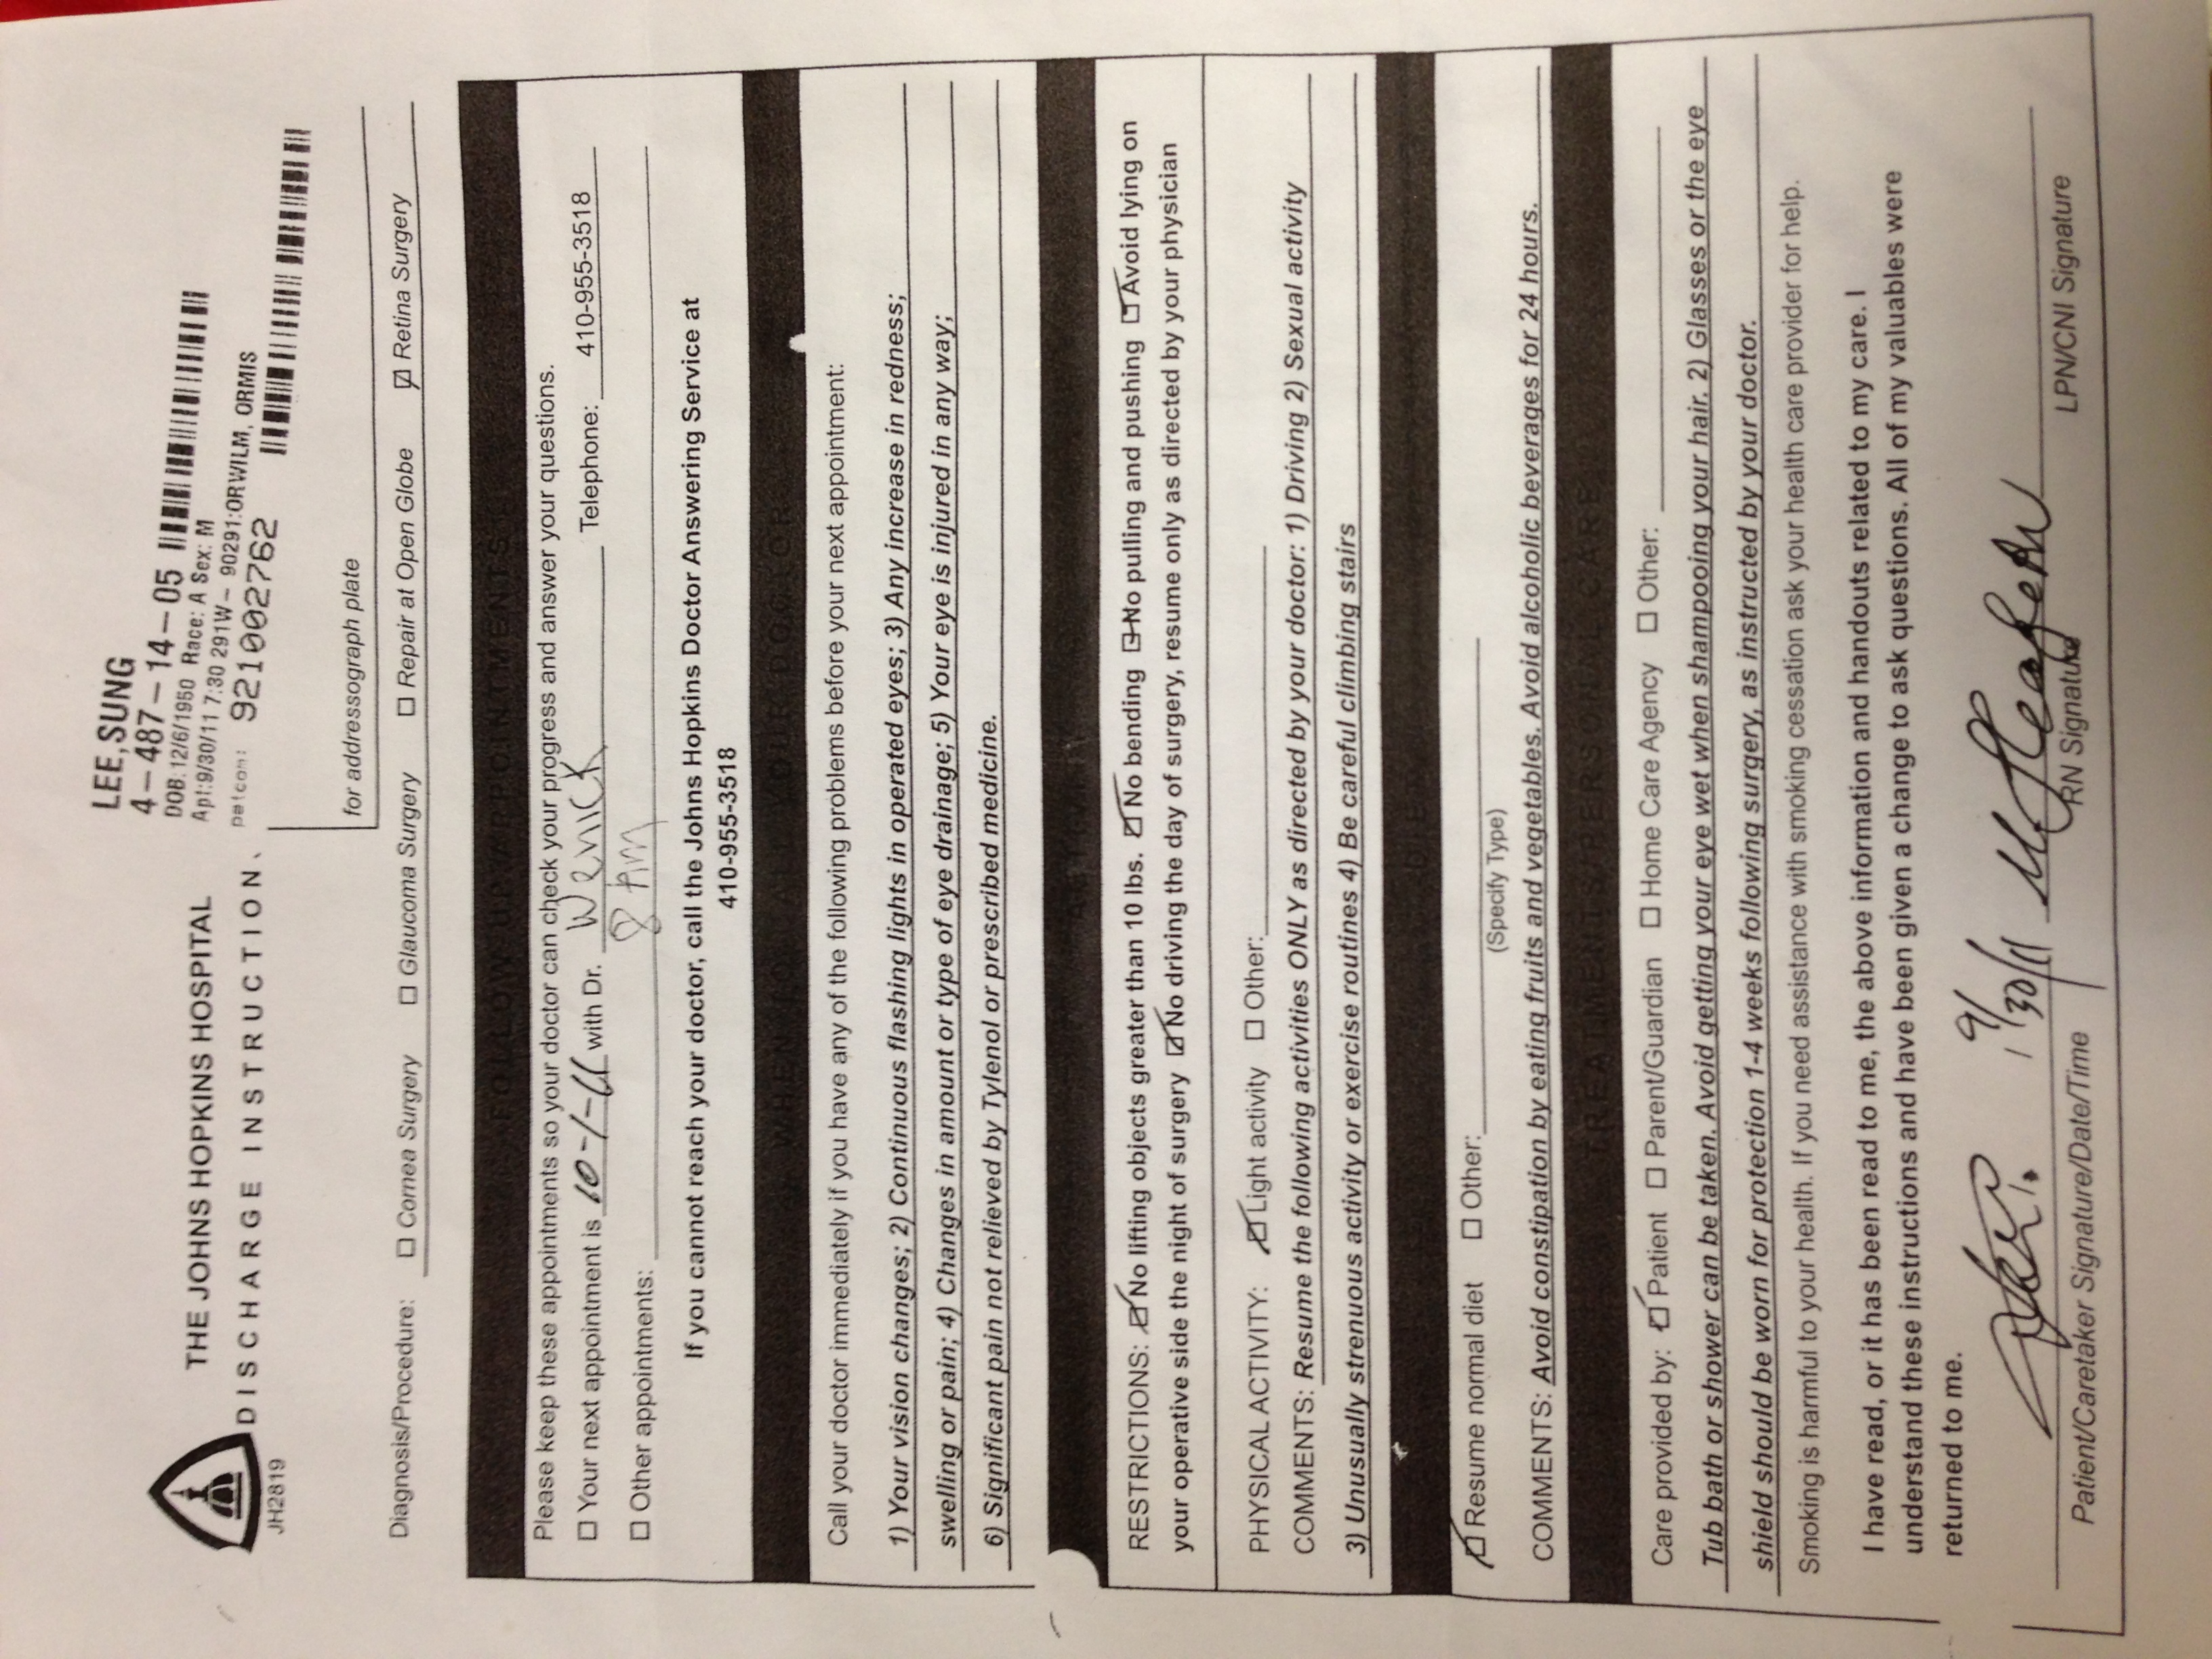 LEE,SUNG
4-487-14-05
DOB: 12/6/1950 Race: A Sex: M
Apt:9/30/11 7:30 291W- 90291:ORWILM, ORMIS
patcom: 921002762
THE JOHNS HOPKINS HOSPITAL
DISCHARGE INSTRUCTION
JH2819
for addressograph plate
Diagnosis/Procedure: ☐ Cornea Surgery ☐ Glaucoma Surgery ☐ Repair at Open Globe ☑ Retina Surgery
FOLLOW UP APPOINTMENTS
Please keep these appointments so your doctor can check your progress and answer your questions.
☐ Your next appointment is 10-1-11 with Dr. Wenick Telephone: 410-955-3518
☐ Other appointments: 8 Am
If you cannot reach your doctor, call the Johns Hopkins Doctor Answering Service at
410-955-3518
WHEN TO CALL YOUR DOCTOR
Call your doctor immediately if you have any of the following problems before your next appointment:
1) Your vision changes; 2) Continuous flashing lights in operated eyes; 3) Any increase in redness;
swelling or pain; 4) Changes in amount or type of eye drainage; 5) Your eye is injured in any way;
6) Significant pain not relieved by Tylenol or prescribed medicine.
ACTIVITY
RESTRICTIONS: ☑ No lifting objects greater than 10 lbs. ☑ No bending ☑ No pulling and pushing ☑ Avoid lying on
your operative side the night of surgery ☑ No driving the day of surgery, resume only as directed by your physician
PHYSICAL ACTIVITY: ☑ Light activity ☐ Other:
COMMENTS: Resume the following activities ONLY as directed by your doctor: 1) Driving 2) Sexual activity
3) Unusually strenuous activity or exercise routines 4) Be careful climbing stairs
DIET
☑ Resume normal diet ☐ Other:
(Specify Type)
COMMENTS: Avoid constipation by eating fruits and vegetables. Avoid alcoholic beverages for 24 hours.
TREATMENTS/PERSONAL CARE
Care provided by: ☑ Patient ☐ Parent/Guardian ☐ Home Care Agency ☐ Other:
Tub bath or shower can be taken. Avoid getting your eye wet when shampooing your hair. 2) Glasses or the eye
shield should be worn for protection 1-4 weeks following surgery, as instructed by your doctor.
Smoking is harmful to your health. If you need assistance with smoking cessation ask your health care provider for help.
I have read, or it has been read to me, the above information and handouts related to my care. I
understand these instructions and have been given a change to ask questions. All of my valuables were
returned to me.
9/30/11
Patient/Caretaker Signature/Date/Time RN Signature LPN/CNI Signature